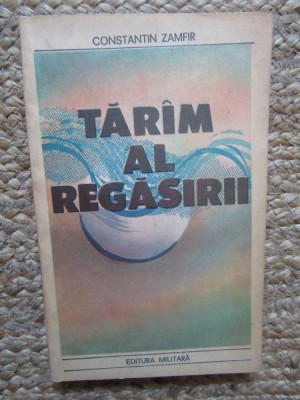 CONSTANTIN ZAMFIR
TĂRÎM
AL
REGĂSIRII
EDITURA MILITARĂ